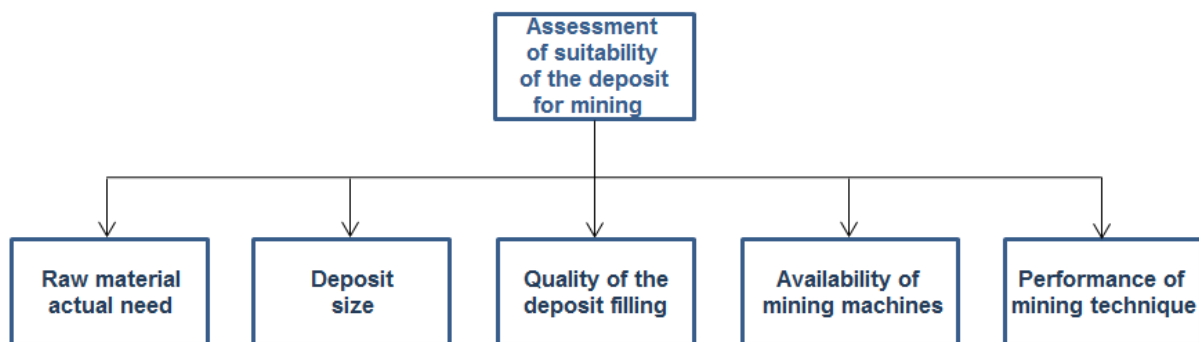 Assessment
of suitability
of the deposit
for mining
Raw material
actual need
Deposit
size
Quality of the
deposit filling
Availability of
mining machines
Performance of
mining technique